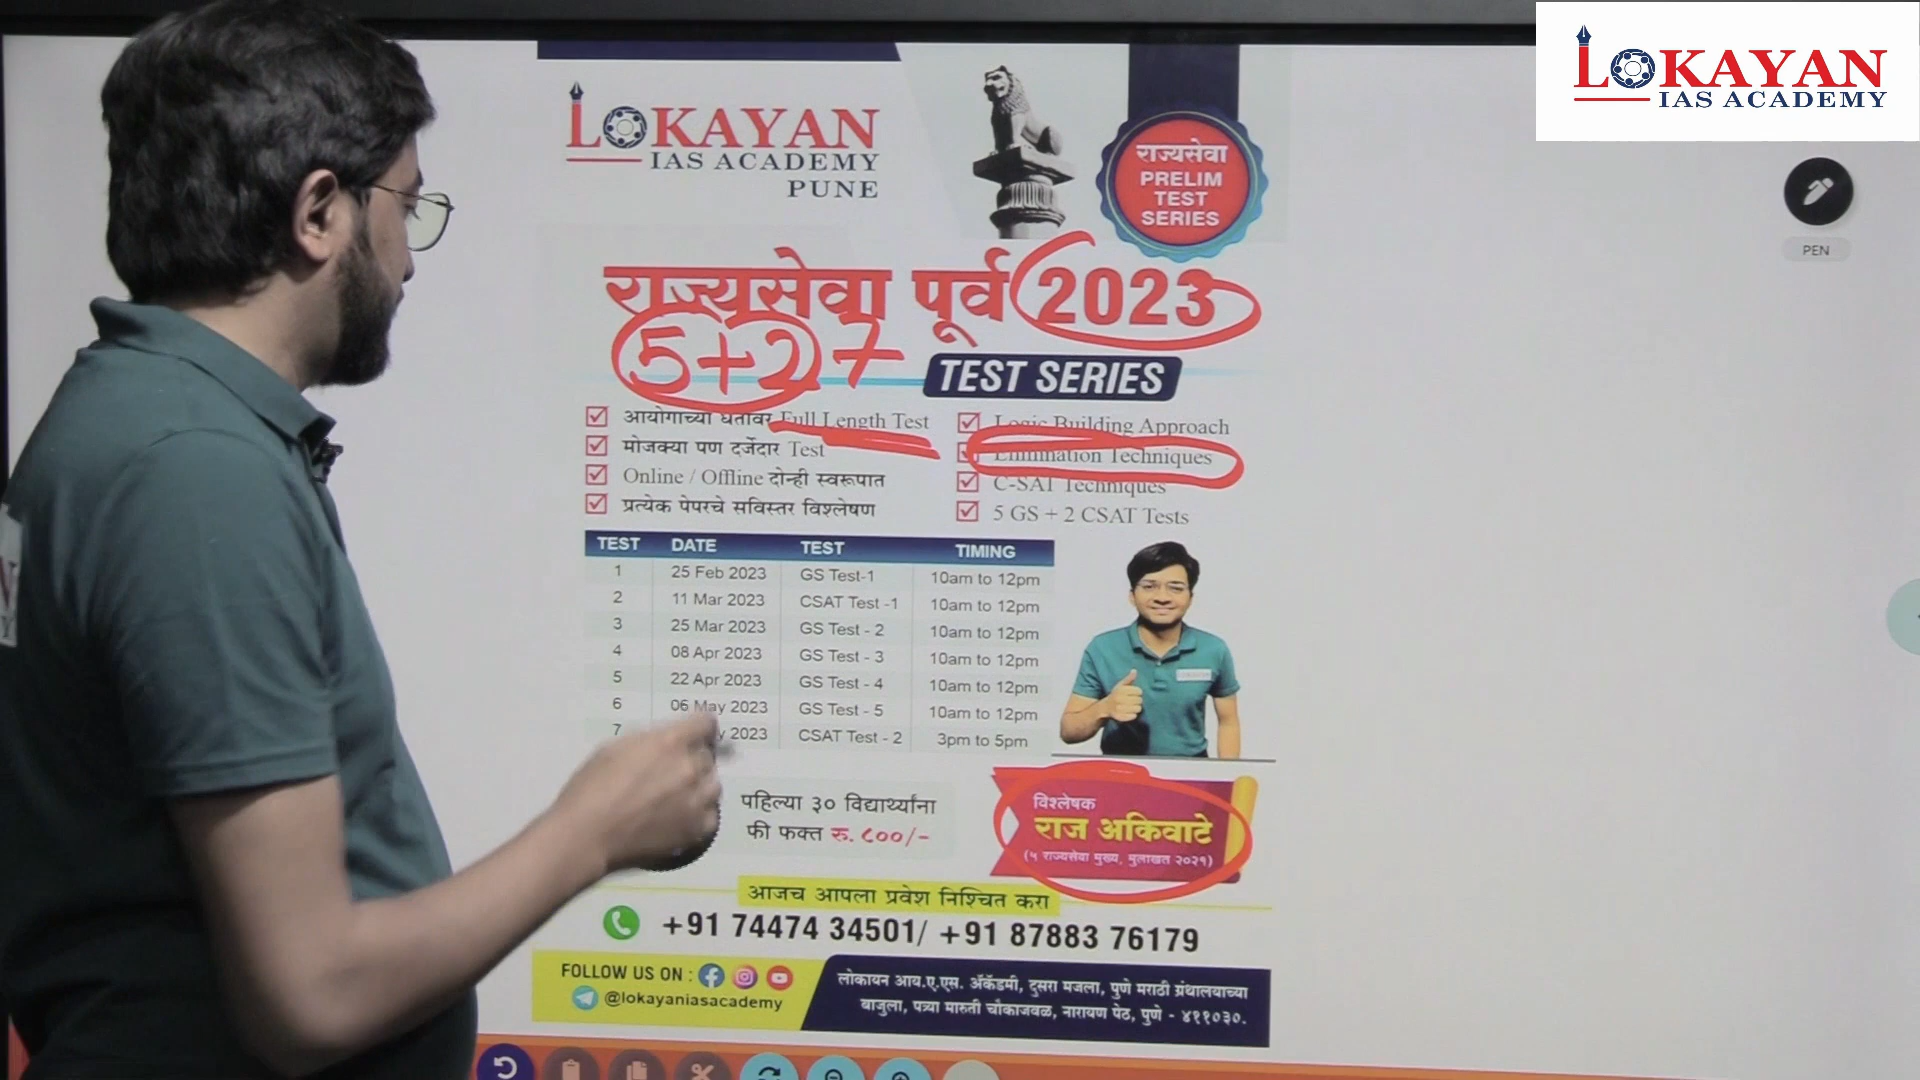 LOKAYAN
IAS ACADEMY
LOKAYAN
IAS ACADEMY
PUNE
राज्यसेवा
PRELIM
TEST
SERIES
राज्यसेवा पूर्व 2023
5+2 7
TEST SERIES
आयोगाच्या धर्तीवर Full Length Test
मोजक्या पण दर्जेदार Test
Online / Offline दोन्ही स्वरूपात
प्रत्येक पेपरचे सविस्तर विश्लेषण
Logic Building Approach
Elimination Techniques
C-SAT Techniques
5 GS + 2 CSAT Tests
TEST DATE TEST TIMING
1 25 Feb 2023 GS Test-1 10am to 12pm
2 11 Mar 2023 CSAT Test -1 10am to 12pm
3 25 Mar 2023 GS Test - 2 10am to 12pm
4 08 Apr 2023 GS Test - 3 10am to 12pm
5 22 Apr 2023 GS Test - 4 10am to 12pm
6 06 May 2023 GS Test - 5 10am to 12pm
7 2023 CSAT Test - 2 3pm to 5pm
LOKAYAN
पहिल्या ३० विद्यार्थ्यांना
फी फक्त रु. ८००/-
विश्लेषक
राज अकिवाटे
(५ राज्यसेवा मुख्य, मुलाखत २०२१)
आजच आपला प्रवेश निश्चित करा
+91 74474 34501/ +91 87883 76179
FOLLOW US ON :
@lokayaniasacademy
लोकायन आय.ए.एस. ॲकॅडमी, दुसरा मजला, पुणे मराठी ग्रंथालयाच्या
बाजुला, पत्र्या मारुती चौकाजवळ, नारायण पेठ, पुणे - ४११०३०.
PEN